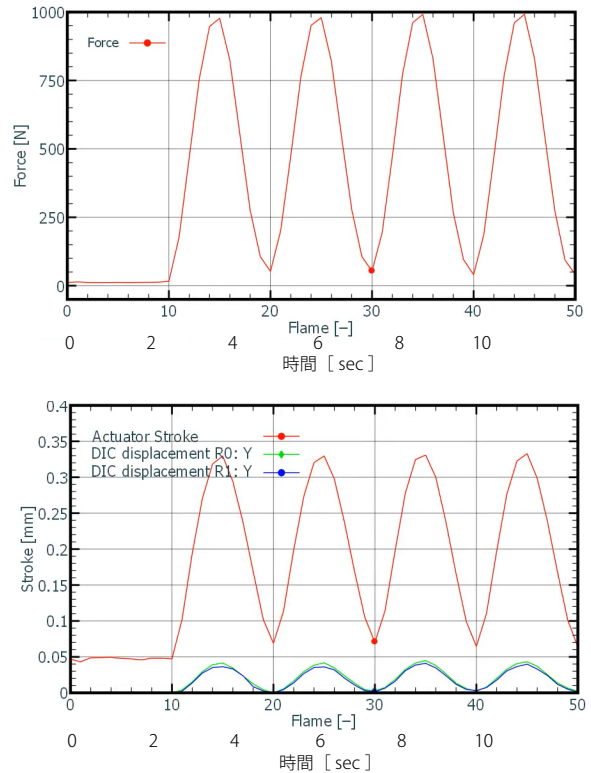 1000
750
500
250
0
Force [N]
Force
0 10 20 30 40 50
Flame [–]
0 2 4 6 8 10
時間 [ sec ]
0.4
0.35
0.3
0.25
0.2
0.15
0.1
0.05
0
Stroke [mm]
Actuator Stroke
DIC displacement R0: Y
DIC displacement R1: Y
0 10 20 30 40 50
Flame [–]
0 2 4 6 8 10
時間 [ sec ]